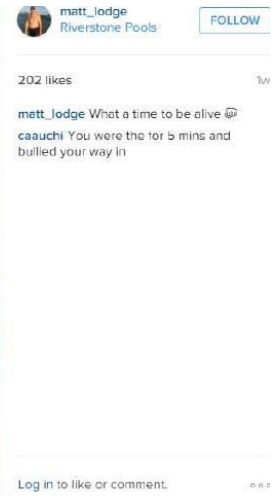 matt_lodge
Riverstone Pools
FOLLOW
202 likes
1w
matt_lodge What a time to be alive
caauchi You were the for 5 mins and
bullied your way in
Log in to like or comment.